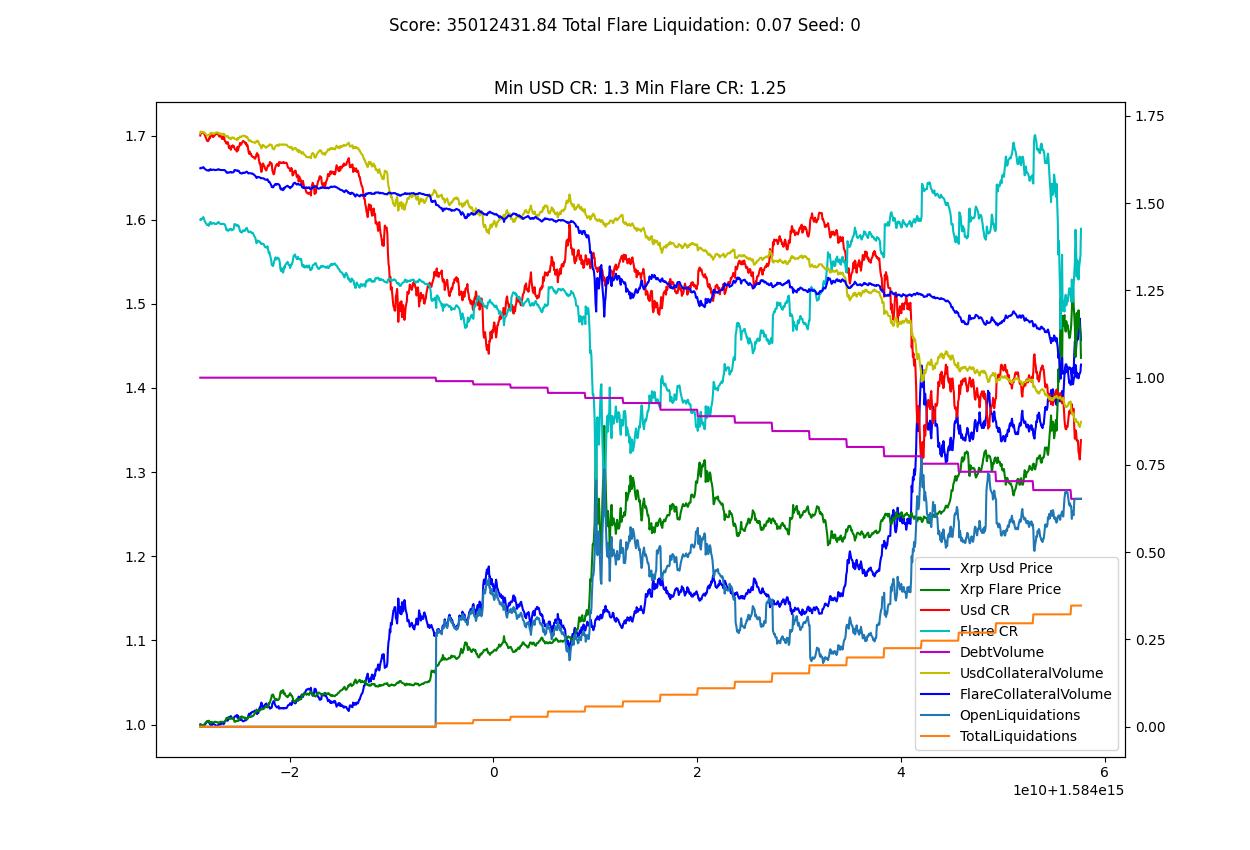 Score: 35012431.84 Total Flare Liquidation: 0.07 Seed: 0
Min USD CR: 1.3 Min Flare CR: 1.25
1.7
1.6
1.5
1.4
1.3
1.2
1.1
1.0
1.75
1.50
1.25
1.00
0.75
0.50
0.25
0.00
Xrp Usd Price
Xrp Flare Price
Usd CR
Flare CR
DebtVolume
UsdCollateralVolume
FlareCollateralVolume
OpenLiquidations
TotalLiquidations
−2 0 2 4 6
1e10+1.584e15